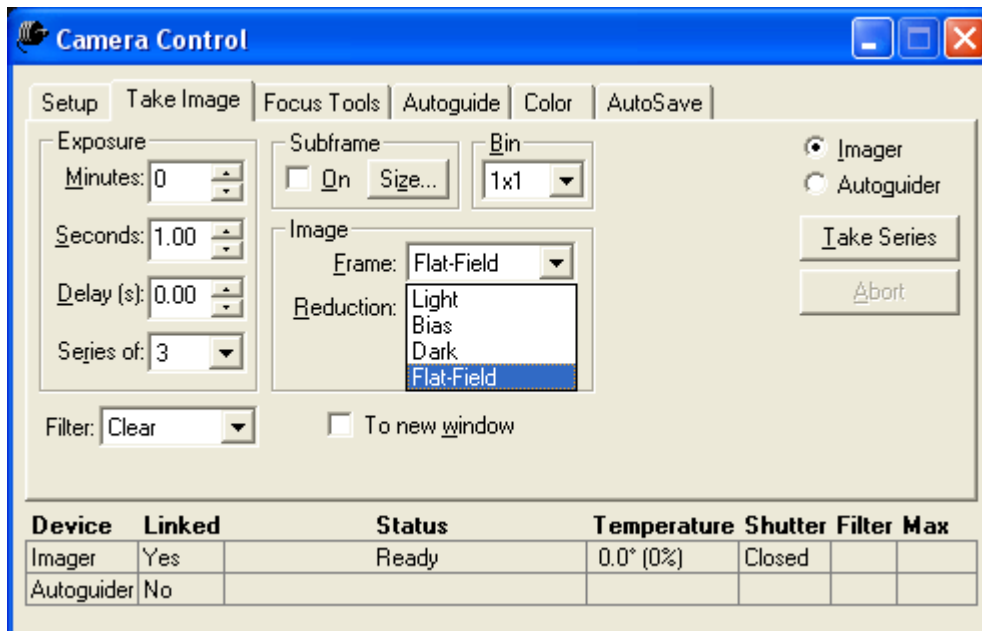 Camera Control
Setup Take Image Focus Tools Autoguide Color AutoSave
Exposure
Minutes: 0
Seconds: 1.00
Delay (s): 0.00
Series of: 3
Subframe
On Size...
Bin
1x1
Image
Frame: Flat-Field
Reduction:
Light
Bias
Dark
Flat-Field
Imager
Autoguider
Take Series
Abort
Filter: Clear
To new window
Device Linked Status Temperature Shutter Filter Max
Imager Yes Ready 0.0° (0%) Closed
Autoguider No